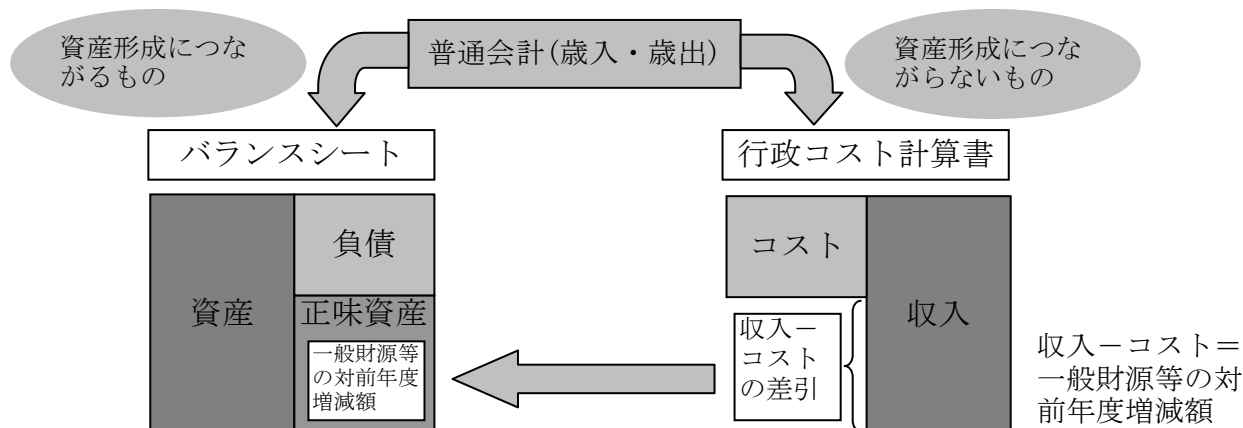 資産形成につな
がるもの
普通会計(歳入・歳出)
資産形成につな
がらないもの
バランスシート
行政コスト計算書
資産
負債
正味資産
一般財源等
の対前年度
増減額
コスト
収入－
コスト
の差引
収入
収入－コスト＝
一般財源等の対
前年度増減額